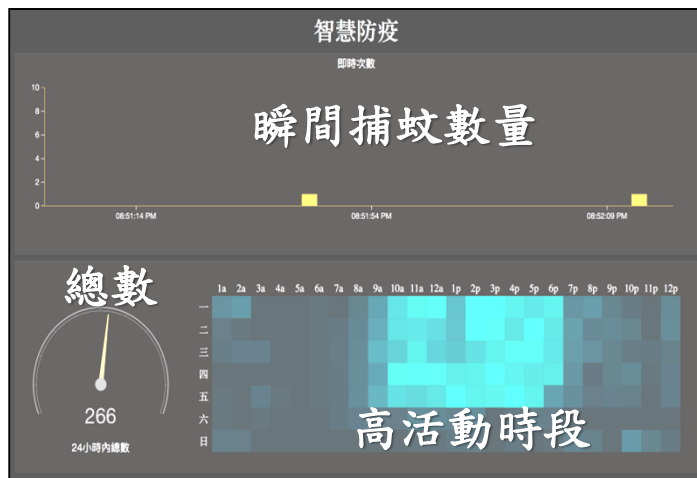 智慧防疫
即時次數
10
瞬間捕蚊數量
8
6
4
2
0
08:51:14 PM 08:51:54 PM 08:52:09 PM
總數
1a 2a 3a 4a 5a 6a 7a 8a 9a 10a 11a 12a 1p 2p 3p 4p 5p 6p 7p 8p 9p 10p 11p 12p
一
二
三
四
五
六
日
266
24小時內總數
高活動時段